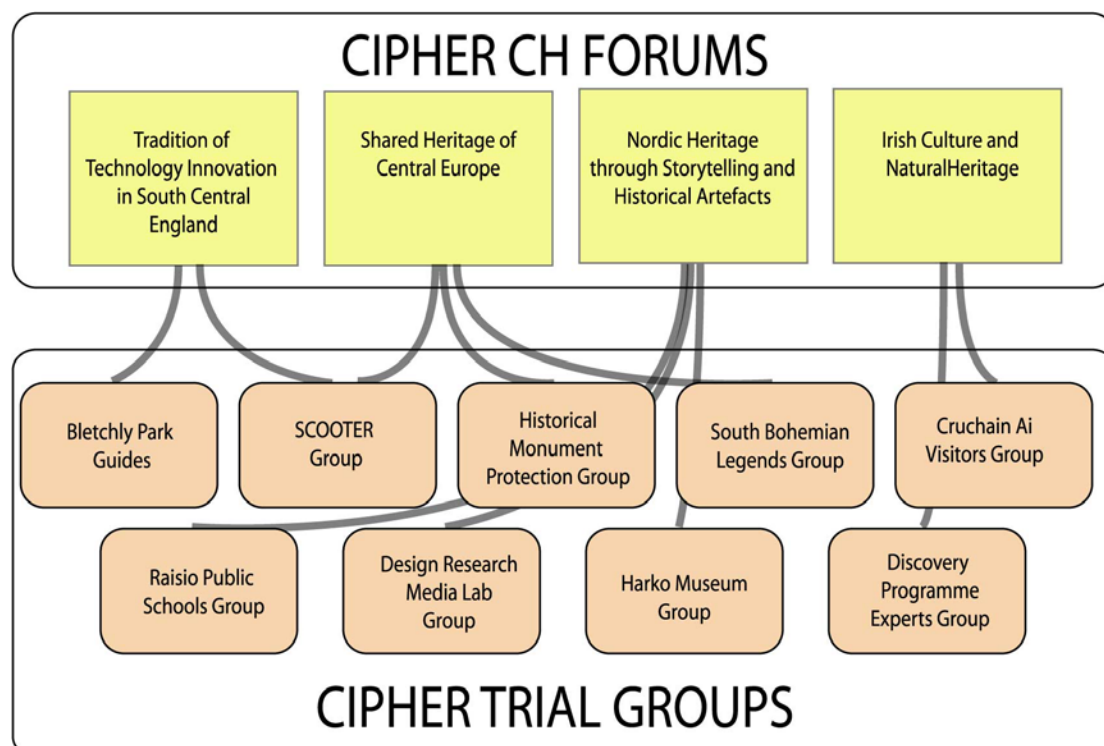 CIPHER CH FORUMS
Tradition of
Technology Innovation
in South Central
England
Shared Heritage of
Central Europe
Nordic Heritage
through Storytelling and
Historical Artefacts
Irish Culture and
NaturalHeritage
Bletchly Park
Guides
SCOOTER
Group
Historical
Monument
Protection Group
South Bohemian
Legends Group
Cruchain Ai
Visitors Group
Raisio Public
Schools Group
Design Research
Media Lab
Group
Harko Museum
Group
Discovery
Programme
Experts Group
CIPHER TRIAL GROUPS